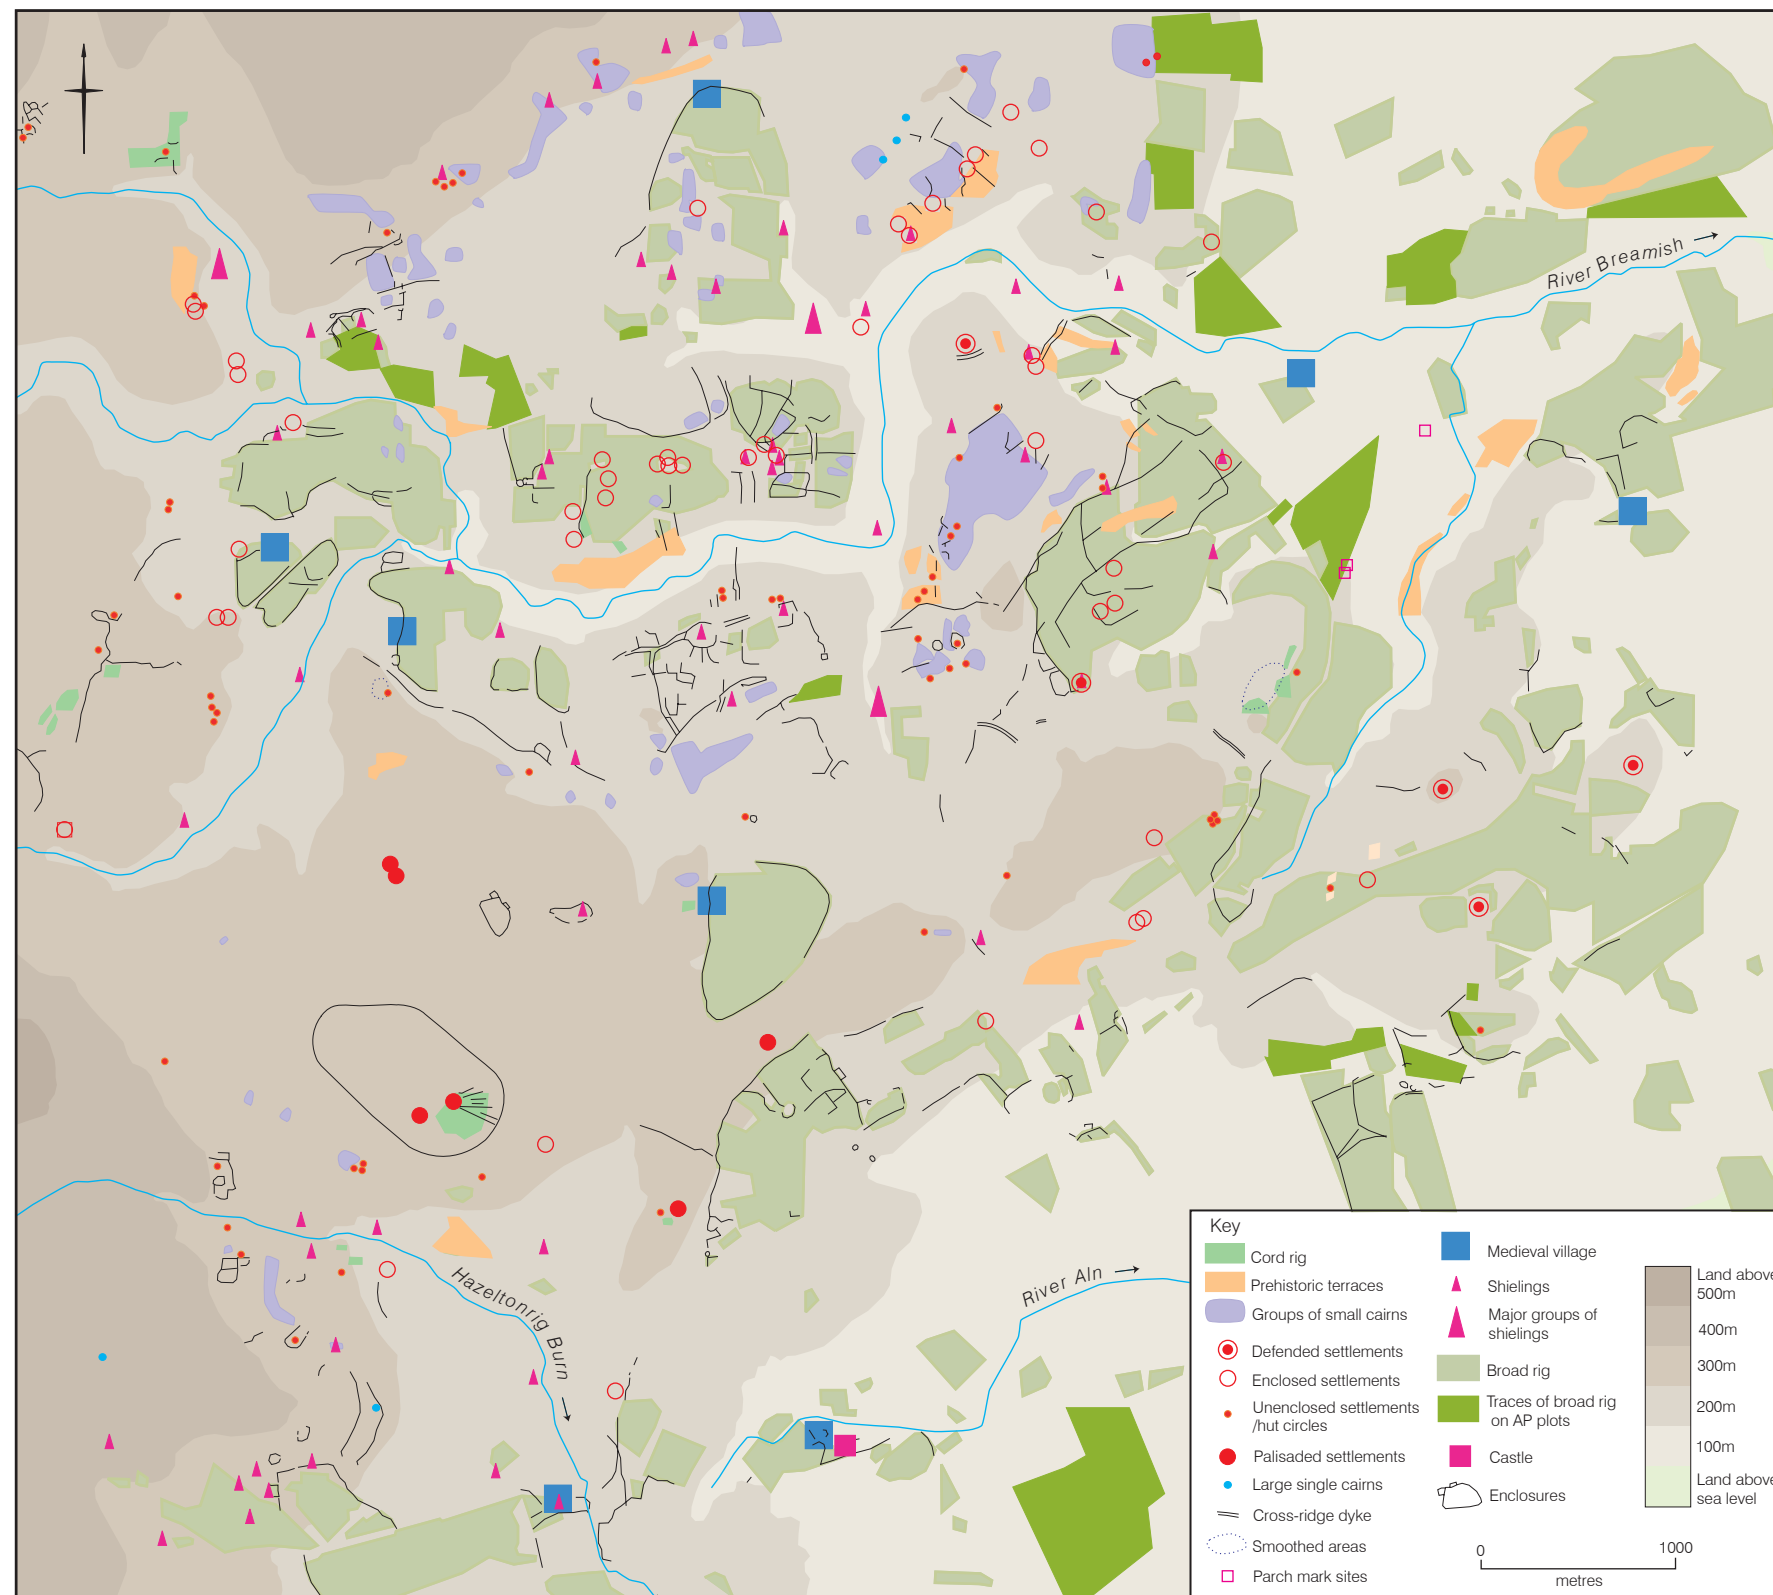 River Breamish
Hazeltonrig Burn
River Aln
Key
Cord rig
Prehistoric terraces
Groups of small cairns
Defended settlements
Enclosed settlements
Unenclosed settlements
/hut circles
Palisaded settlements
Large single cairns
Cross-ridge dyke
Smoothed areas
Parch mark sites
Medieval village
Shielings
Major groups of
shielings
Broad rig
Traces of broad rig
on AP plots
Castle
Enclosures
Land above
500m
400m
300m
200m
100m
Land above
sea level
0 1000
metres